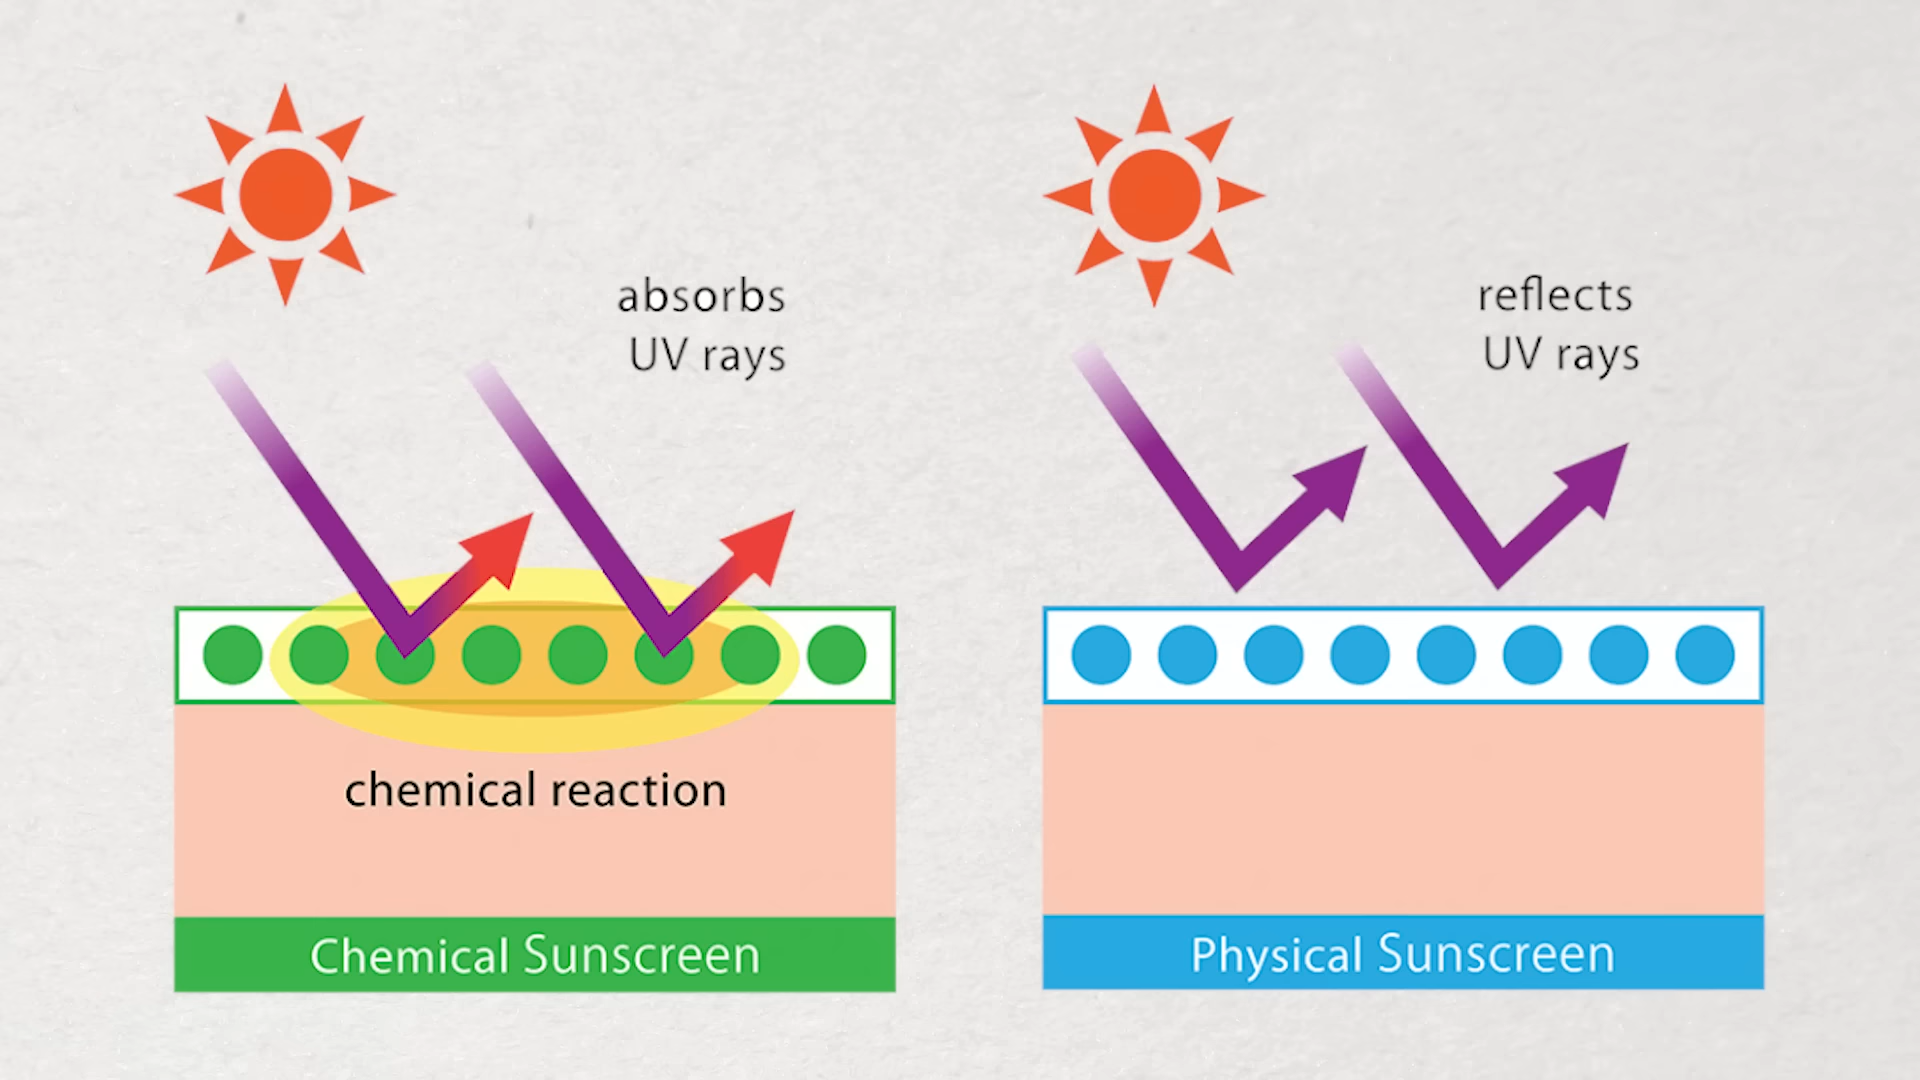 absorbs
UV rays
chemical reaction
Chemical Sunscreen
reflects
UV rays
Physical Sunscreen